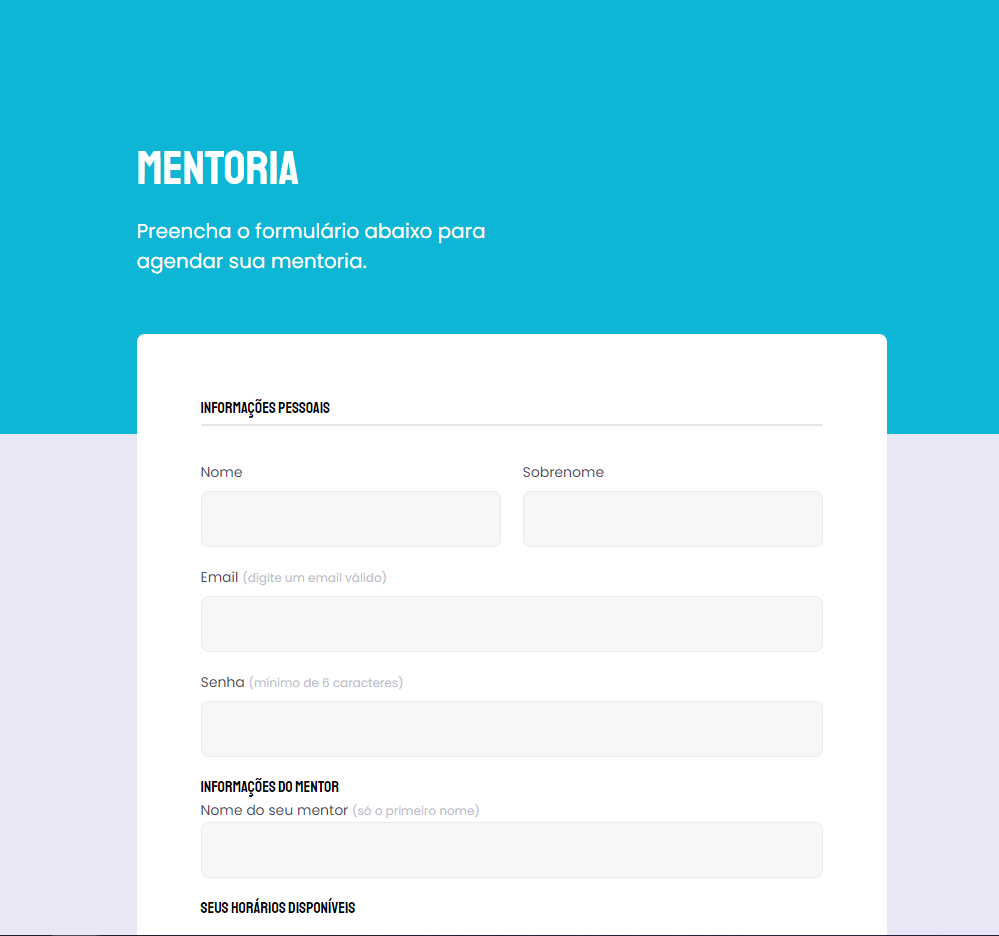 MENTORIA
Preencha o formulário abaixo para
agendar sua mentoria.
INFORMAÇÕES PESSOAIS
Nome Sobrenome
Email (digite um email válido)
Senha (mínimo de 6 caracteres)
INFORMAÇÕES DO MENTOR
Nome do seu mentor (só o primeiro nome)
SEUS HORÁRIOS DISPONÍVEIS